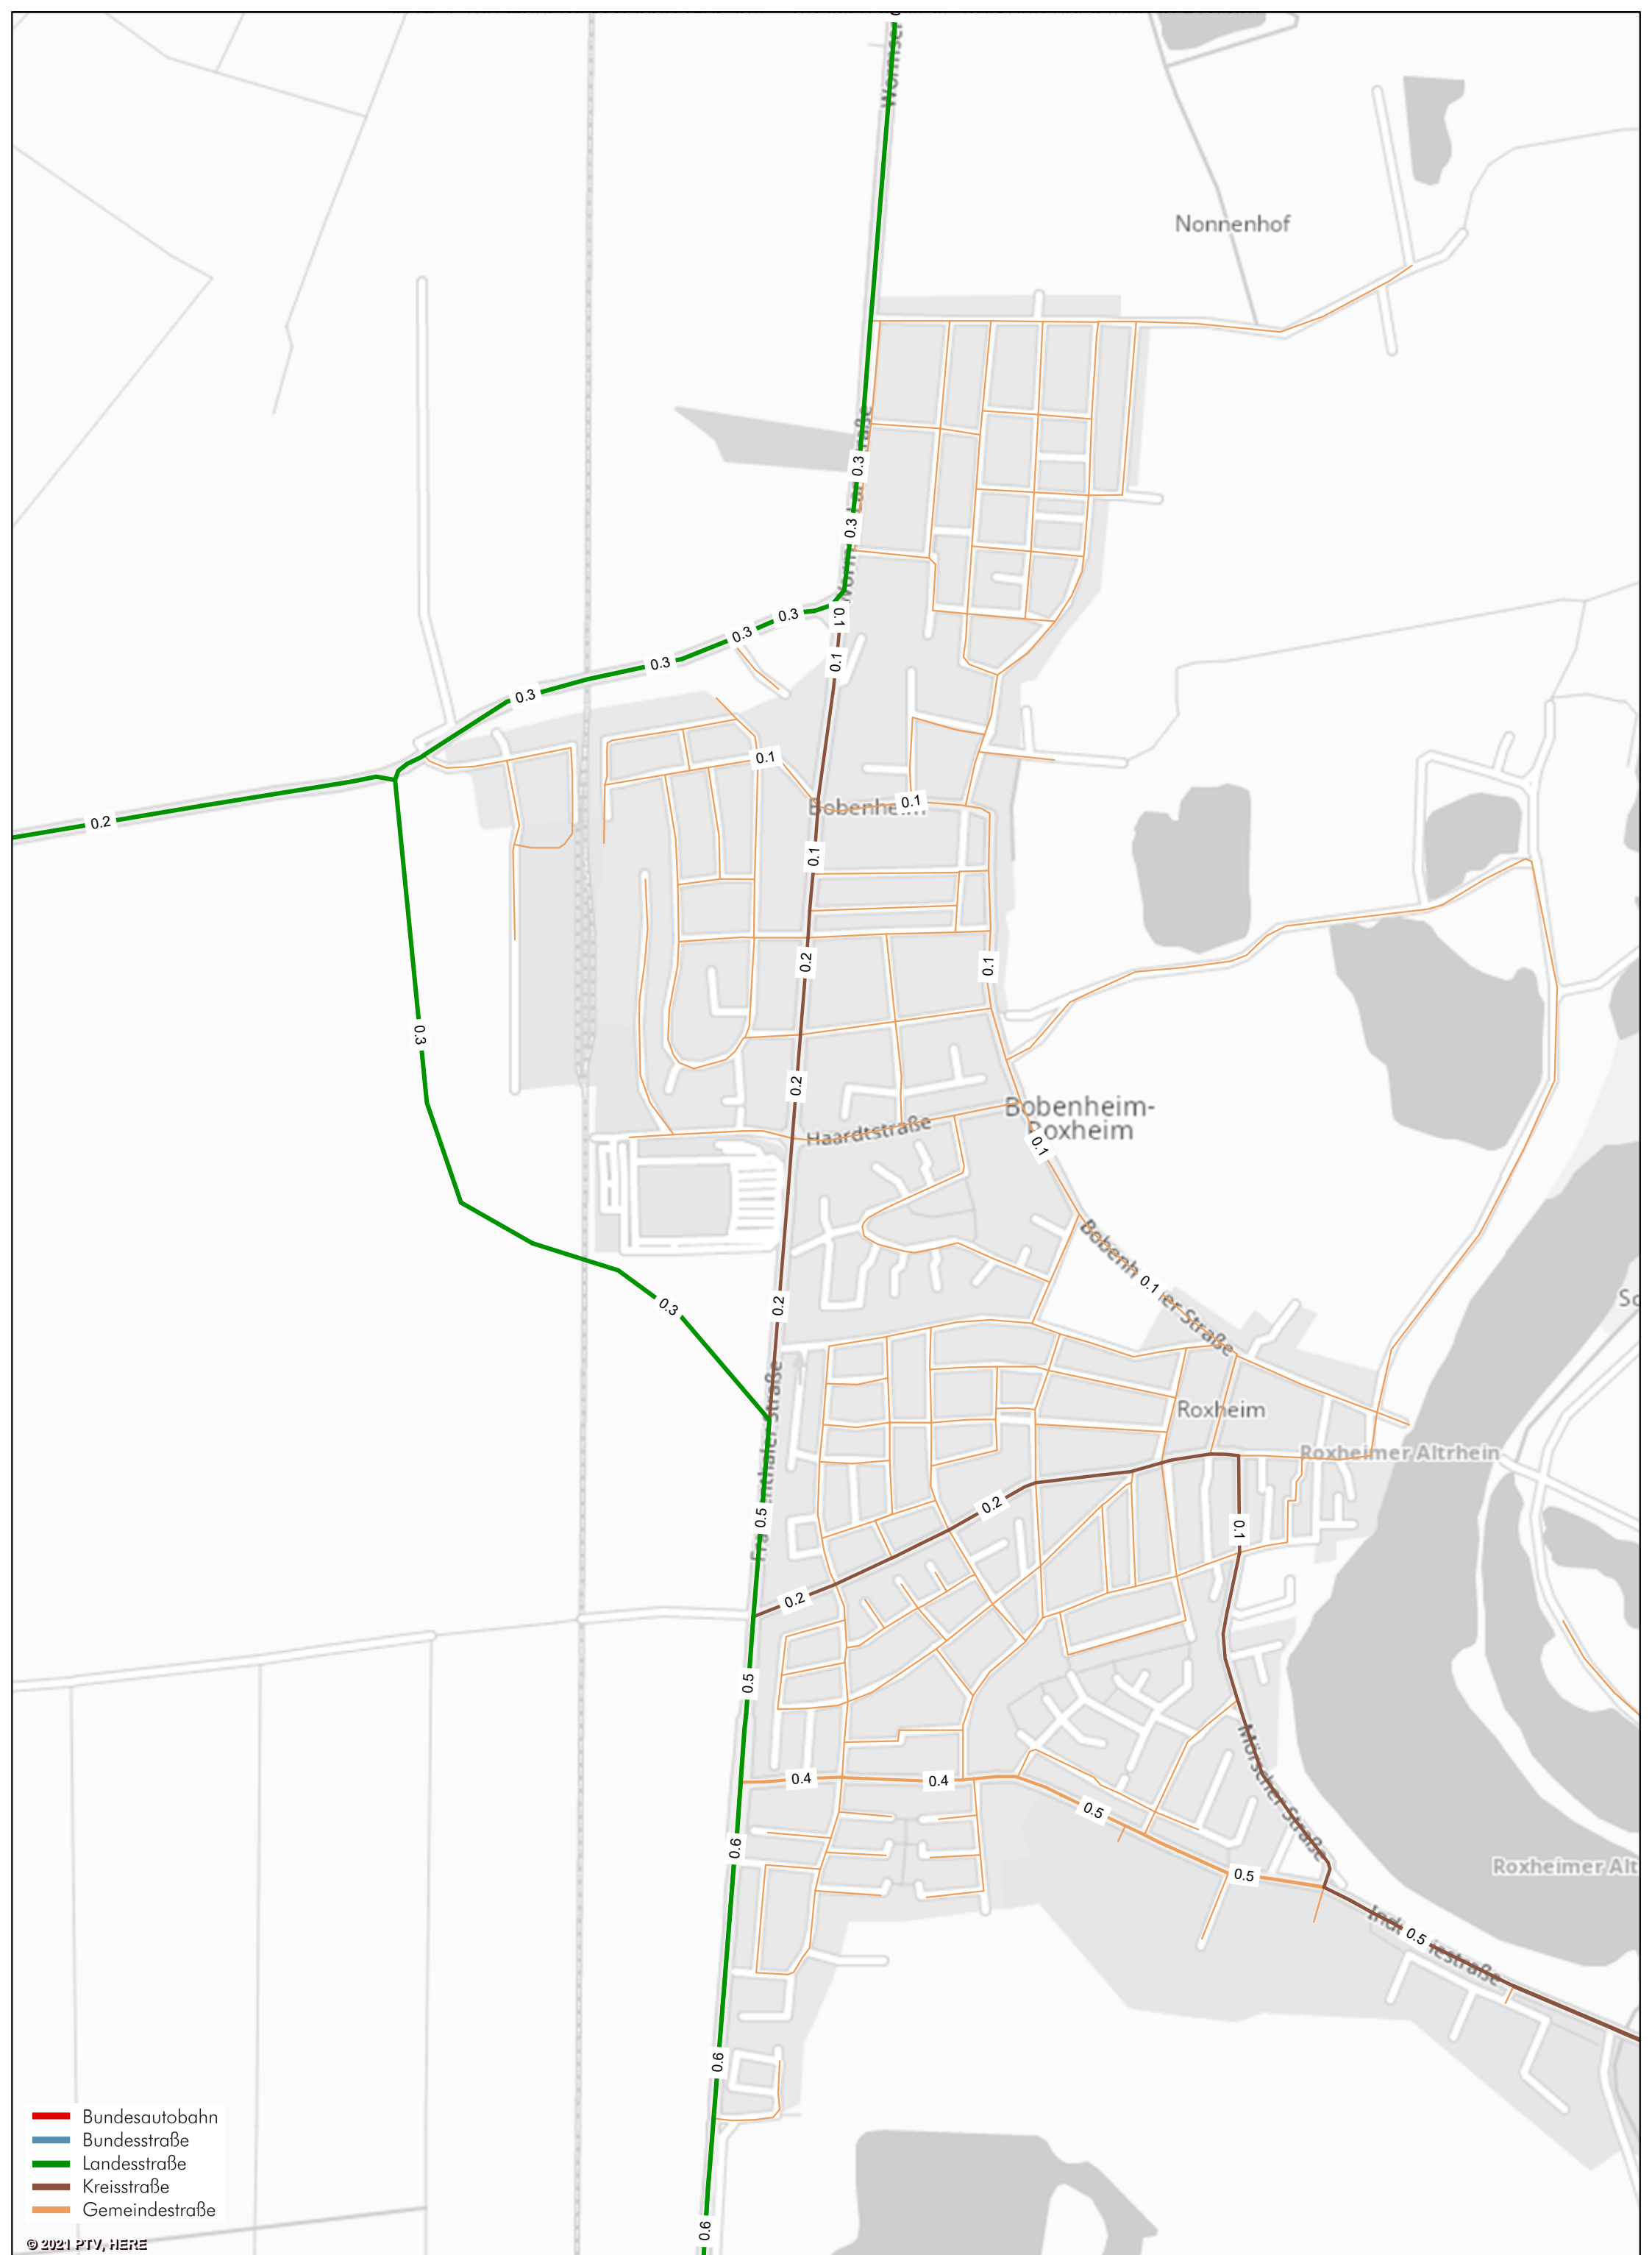 Nonnenhof
0.3
0.3
0.3
0.1
0.3
0.1
0.3
0.3
0.1
0.1
Bobenheim
0.2
0.1
0.2
0.1
0.3
0.2
Bobenheim-
Roxheim
Haardtstraße
0.1
0.1
0.3
0.2
Roxheim
Roxheimer Altrhein
0.2
0.5
0.1
0.2
0.5
0.4
0.4
0.5
Mörscher Straße
0.6
0.5
Roxheimer Alt
0.5
0.6
Bundesautobahn
Bundesstraße
Landesstraße
Kreisstraße
Gemeindestraße
0.6
© 2021 PTV, HERE